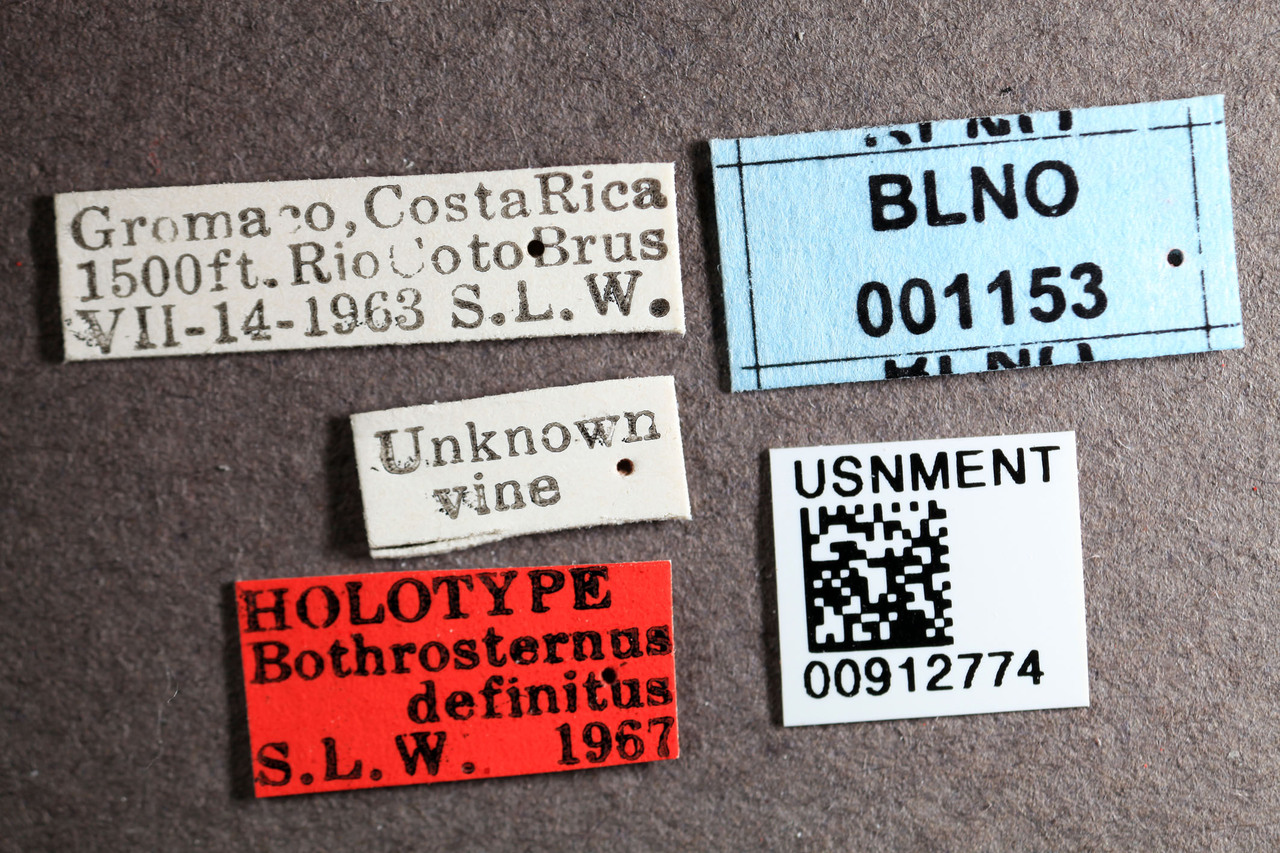 Gromaco, Costa Rica
1500ft. Rio Coto Brus
VII-14-1963 S.L.W.
BLNO
001153
Unknown
vine
USNMENT
00912774
HOLOTYPE
Bothrosternus
definitus
S.L.W. 1967